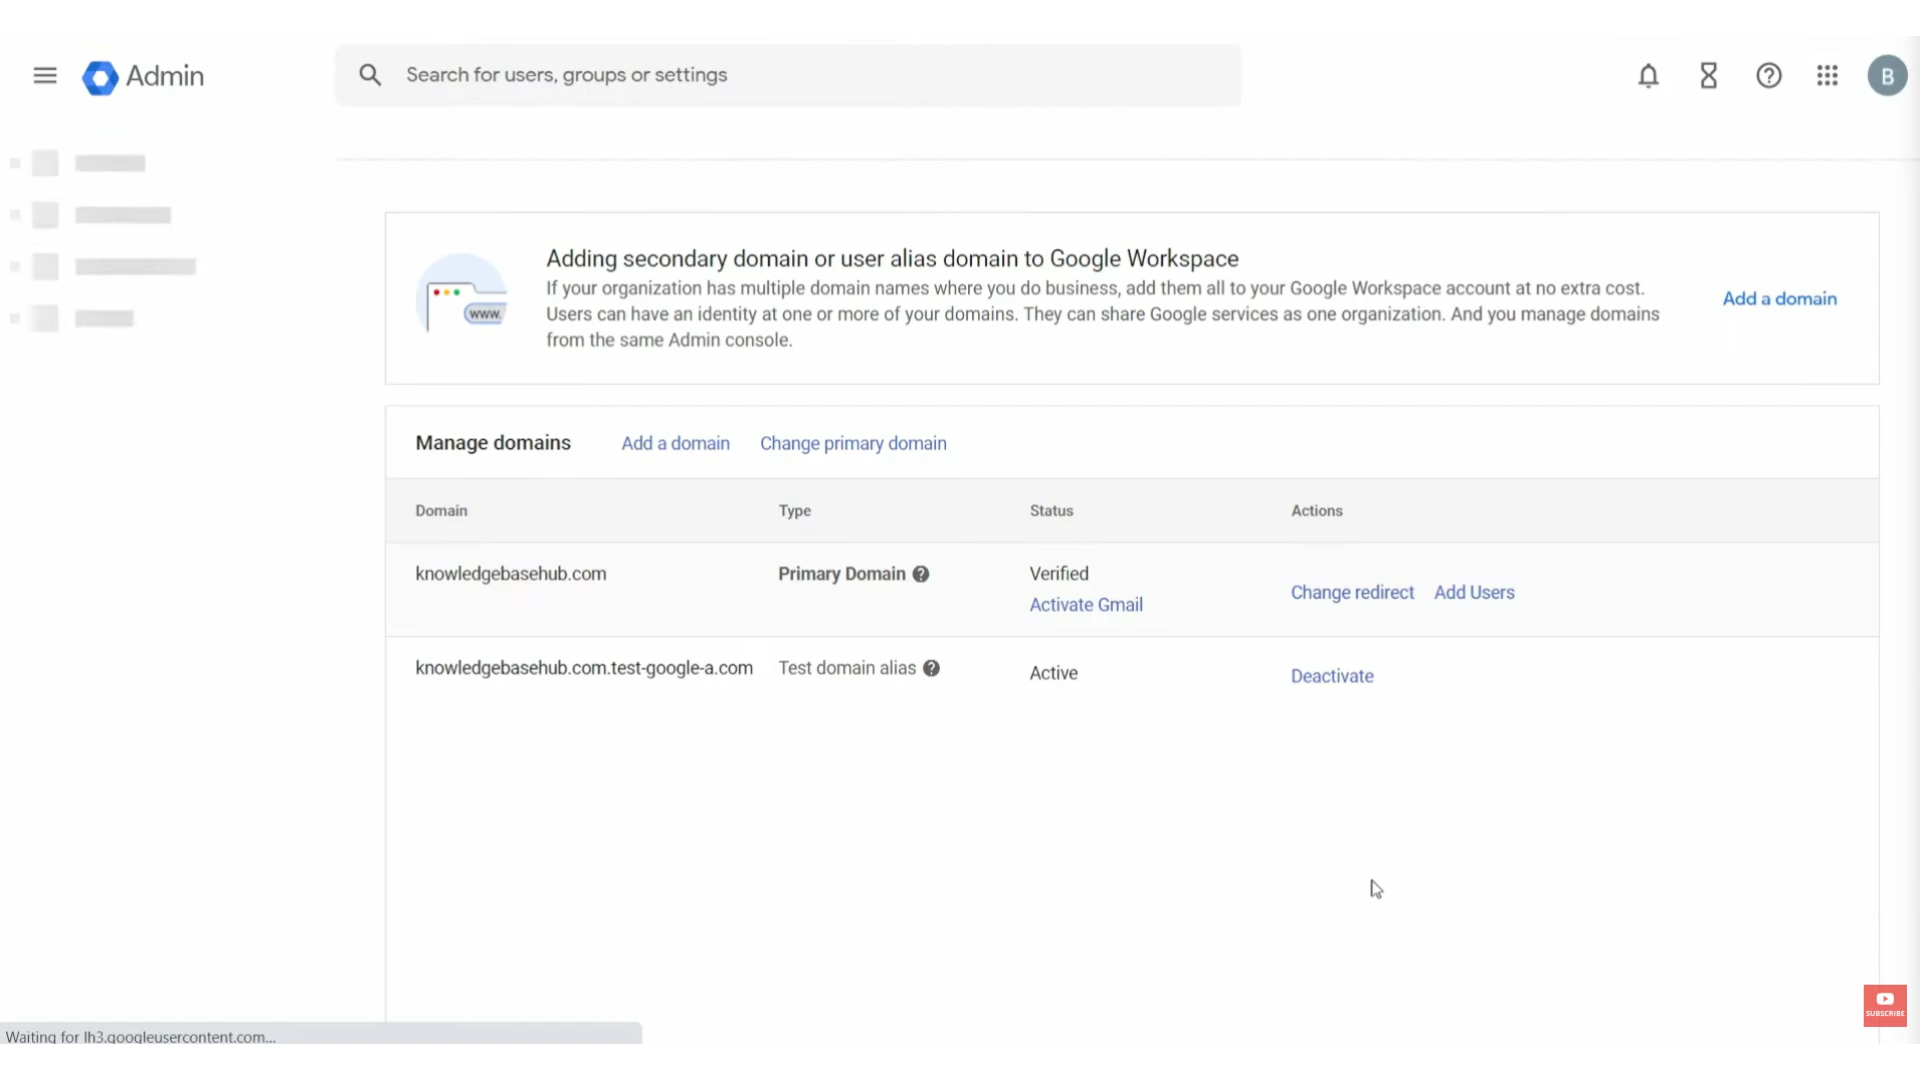 Admin
Search for users, groups or settings
B
Adding secondary domain or user alias domain to Google Workspace
If your organization has multiple domain names where you do business, add them all to your Google Workspace account at no extra cost.
Users can have an identity at one or more of your domains. They can share Google services as one organization. And you manage domains
from the same Admin console.
www.
Add a domain
Manage domains Add a domain Change primary domain
Domain Type Status Actions
knowledgebasehub.com Primary Domain Verified
Activate Gmail
Change redirect Add Users
knowledgebasehub.com.test-google-a.com Test domain alias Active Deactivate
SUBSCRIBE
Waiting for lh3.googleusercontent.com...